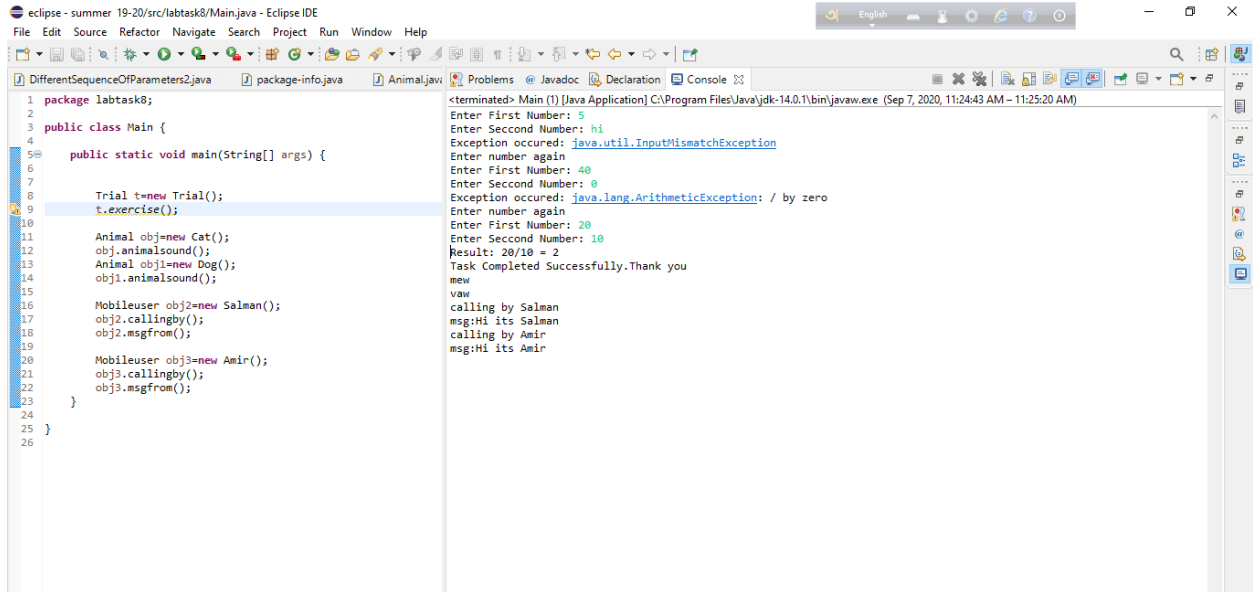 eclipse - summer 19-20/src/labtask8/Main.java - Eclipse IDE
English
File Edit Source Refactor Navigate Search Project Run Window Help
DifferentSequenceOfParameters2.java package-info.java Animal.java
Problems @ Javadoc Declaration Console
<terminated> Main (1) [Java Application] C:\Program Files\Java\jdk-14.0.1\bin\javaw.exe (Sep 7, 2020, 11:24:43 AM – 11:25:20 AM)
1 package labtask8;
2
3 public class Main {
4
5 public static void main(String[] args) {
6
7
8 Trial t=new Trial();
9 t.exercise();
10
11 Animal obj=new Cat();
12 obj.animalsound();
13 Animal obj1=new Dog();
14 obj1.animalsound();
15
16 Mobileuser obj2=new Salman();
17 obj2.callingby();
18 obj2.msgfrom();
19
20 Mobileuser obj3=new Amir();
21 obj3.callingby();
22 obj3.msgfrom();
23 }
24
25 }
26
Enter First Number: 5
Enter Seccond Number: hi
Exception occured: java.util.InputMismatchException
Enter number again
Enter First Number: 40
Enter Seccond Number: 0
Exception occured: java.lang.ArithmeticException: / by zero
Enter number again
Enter First Number: 20
Enter Seccond Number: 10
Result: 20/10 = 2
Task Completed Successfully.Thank you
mew
vaw
calling by Salman
msg:Hi its Salman
calling by Amir
msg:Hi its Amir